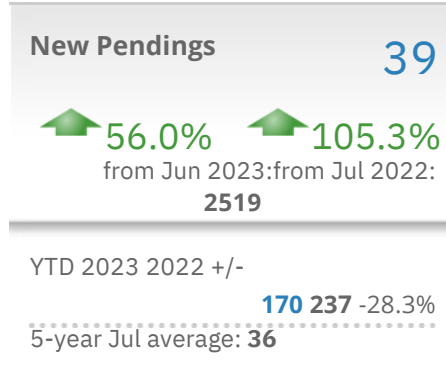 New Pendings
39
56.0% 105.3%
from Jun 2023:from Jul 2022:
2519
YTD 2023 2022 +/-
170 237 -28.3%
5-year Jul average: 36